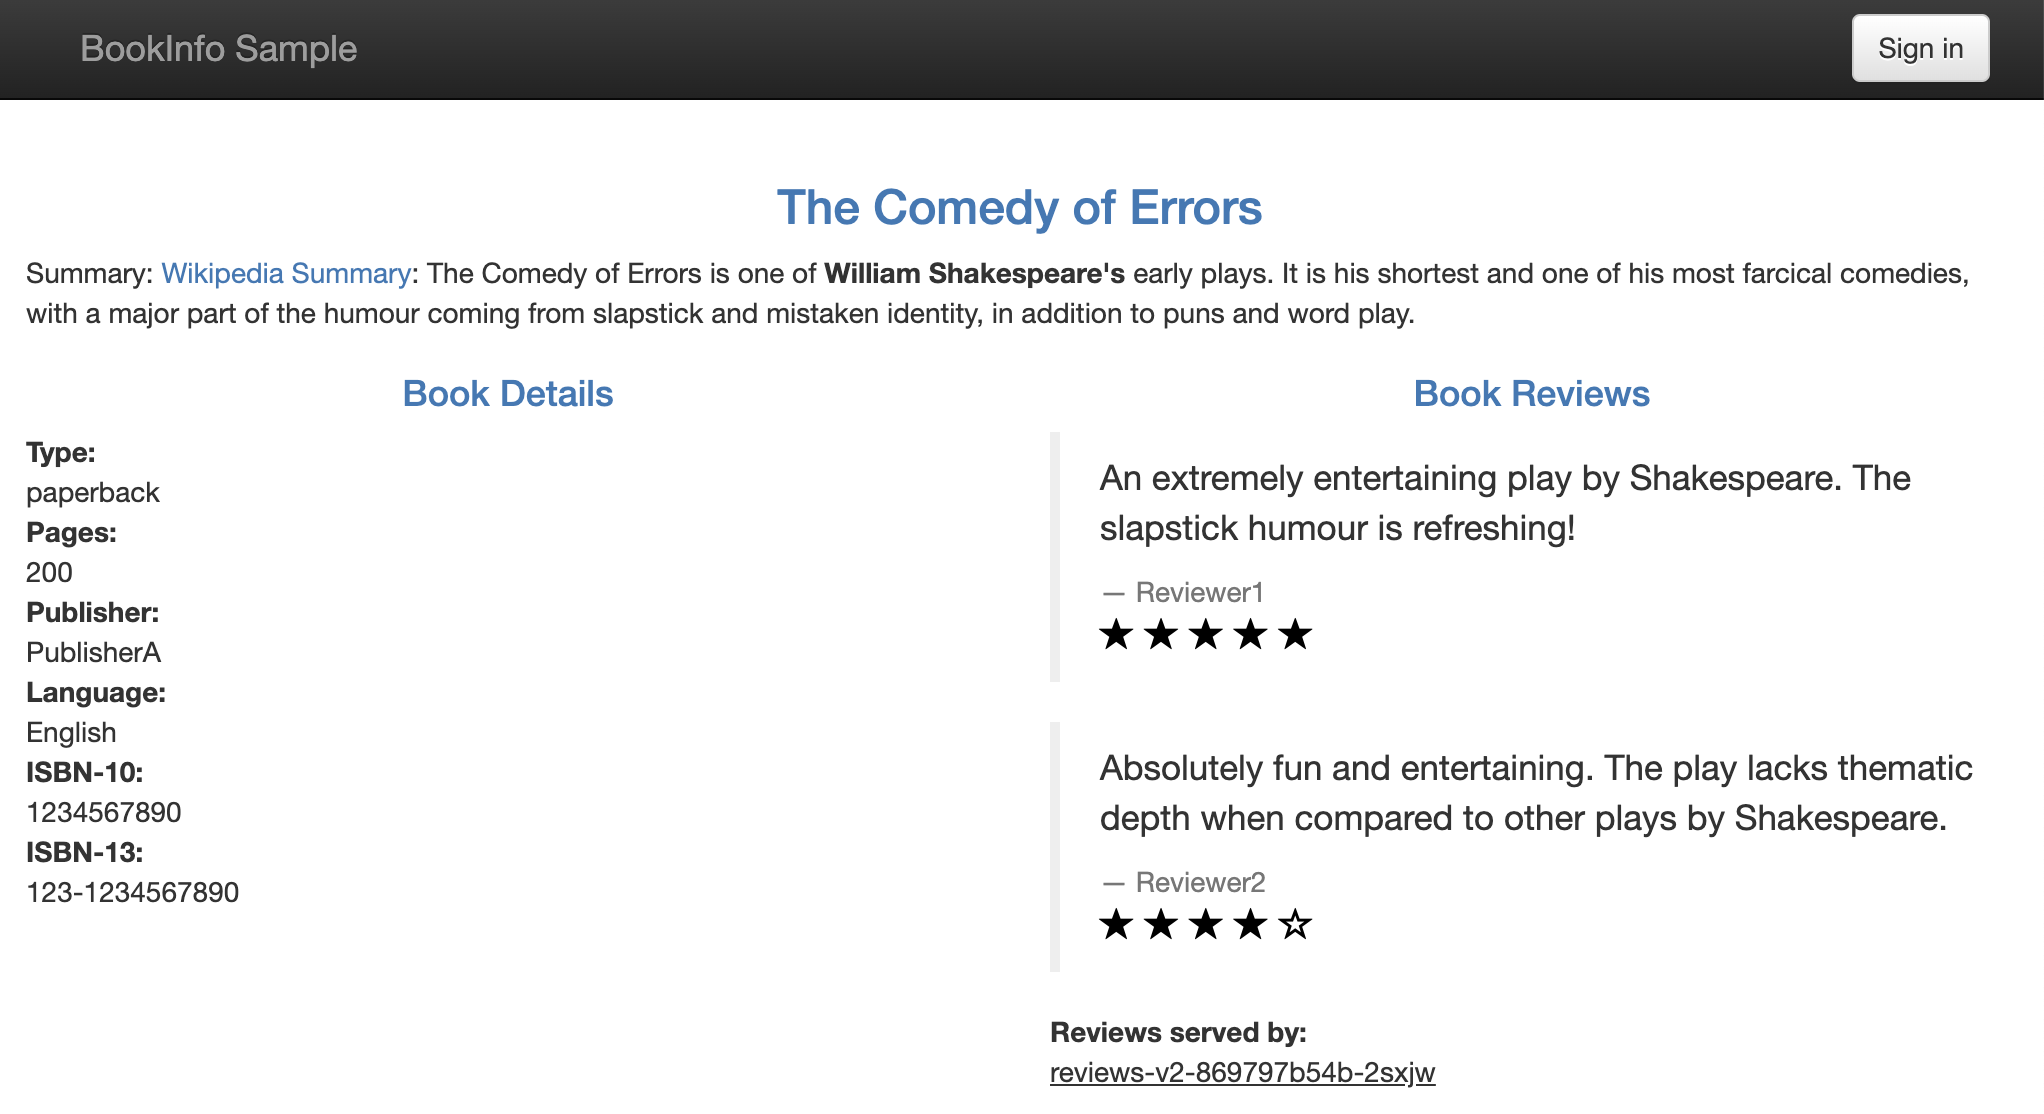 BookInfo Sample
Sign in
The Comedy of Errors
Summary: Wikipedia Summary: The Comedy of Errors is one of William Shakespeare's early plays. It is his shortest and one of his most farcical comedies,
with a major part of the humour coming from slapstick and mistaken identity, in addition to puns and word play.
Book Details
Type:
paperback
Pages:
200
Publisher:
PublisherA
Language:
English
ISBN-10:
1234567890
ISBN-13:
123-1234567890
Book Reviews
An extremely entertaining play by Shakespeare. The
slapstick humour is refreshing!
— Reviewer1
★★★★★
Absolutely fun and entertaining. The play lacks thematic
depth when compared to other plays by Shakespeare.
— Reviewer2
★★★★☆
Reviews served by:
reviews-v2-869797b54b-2sxjw